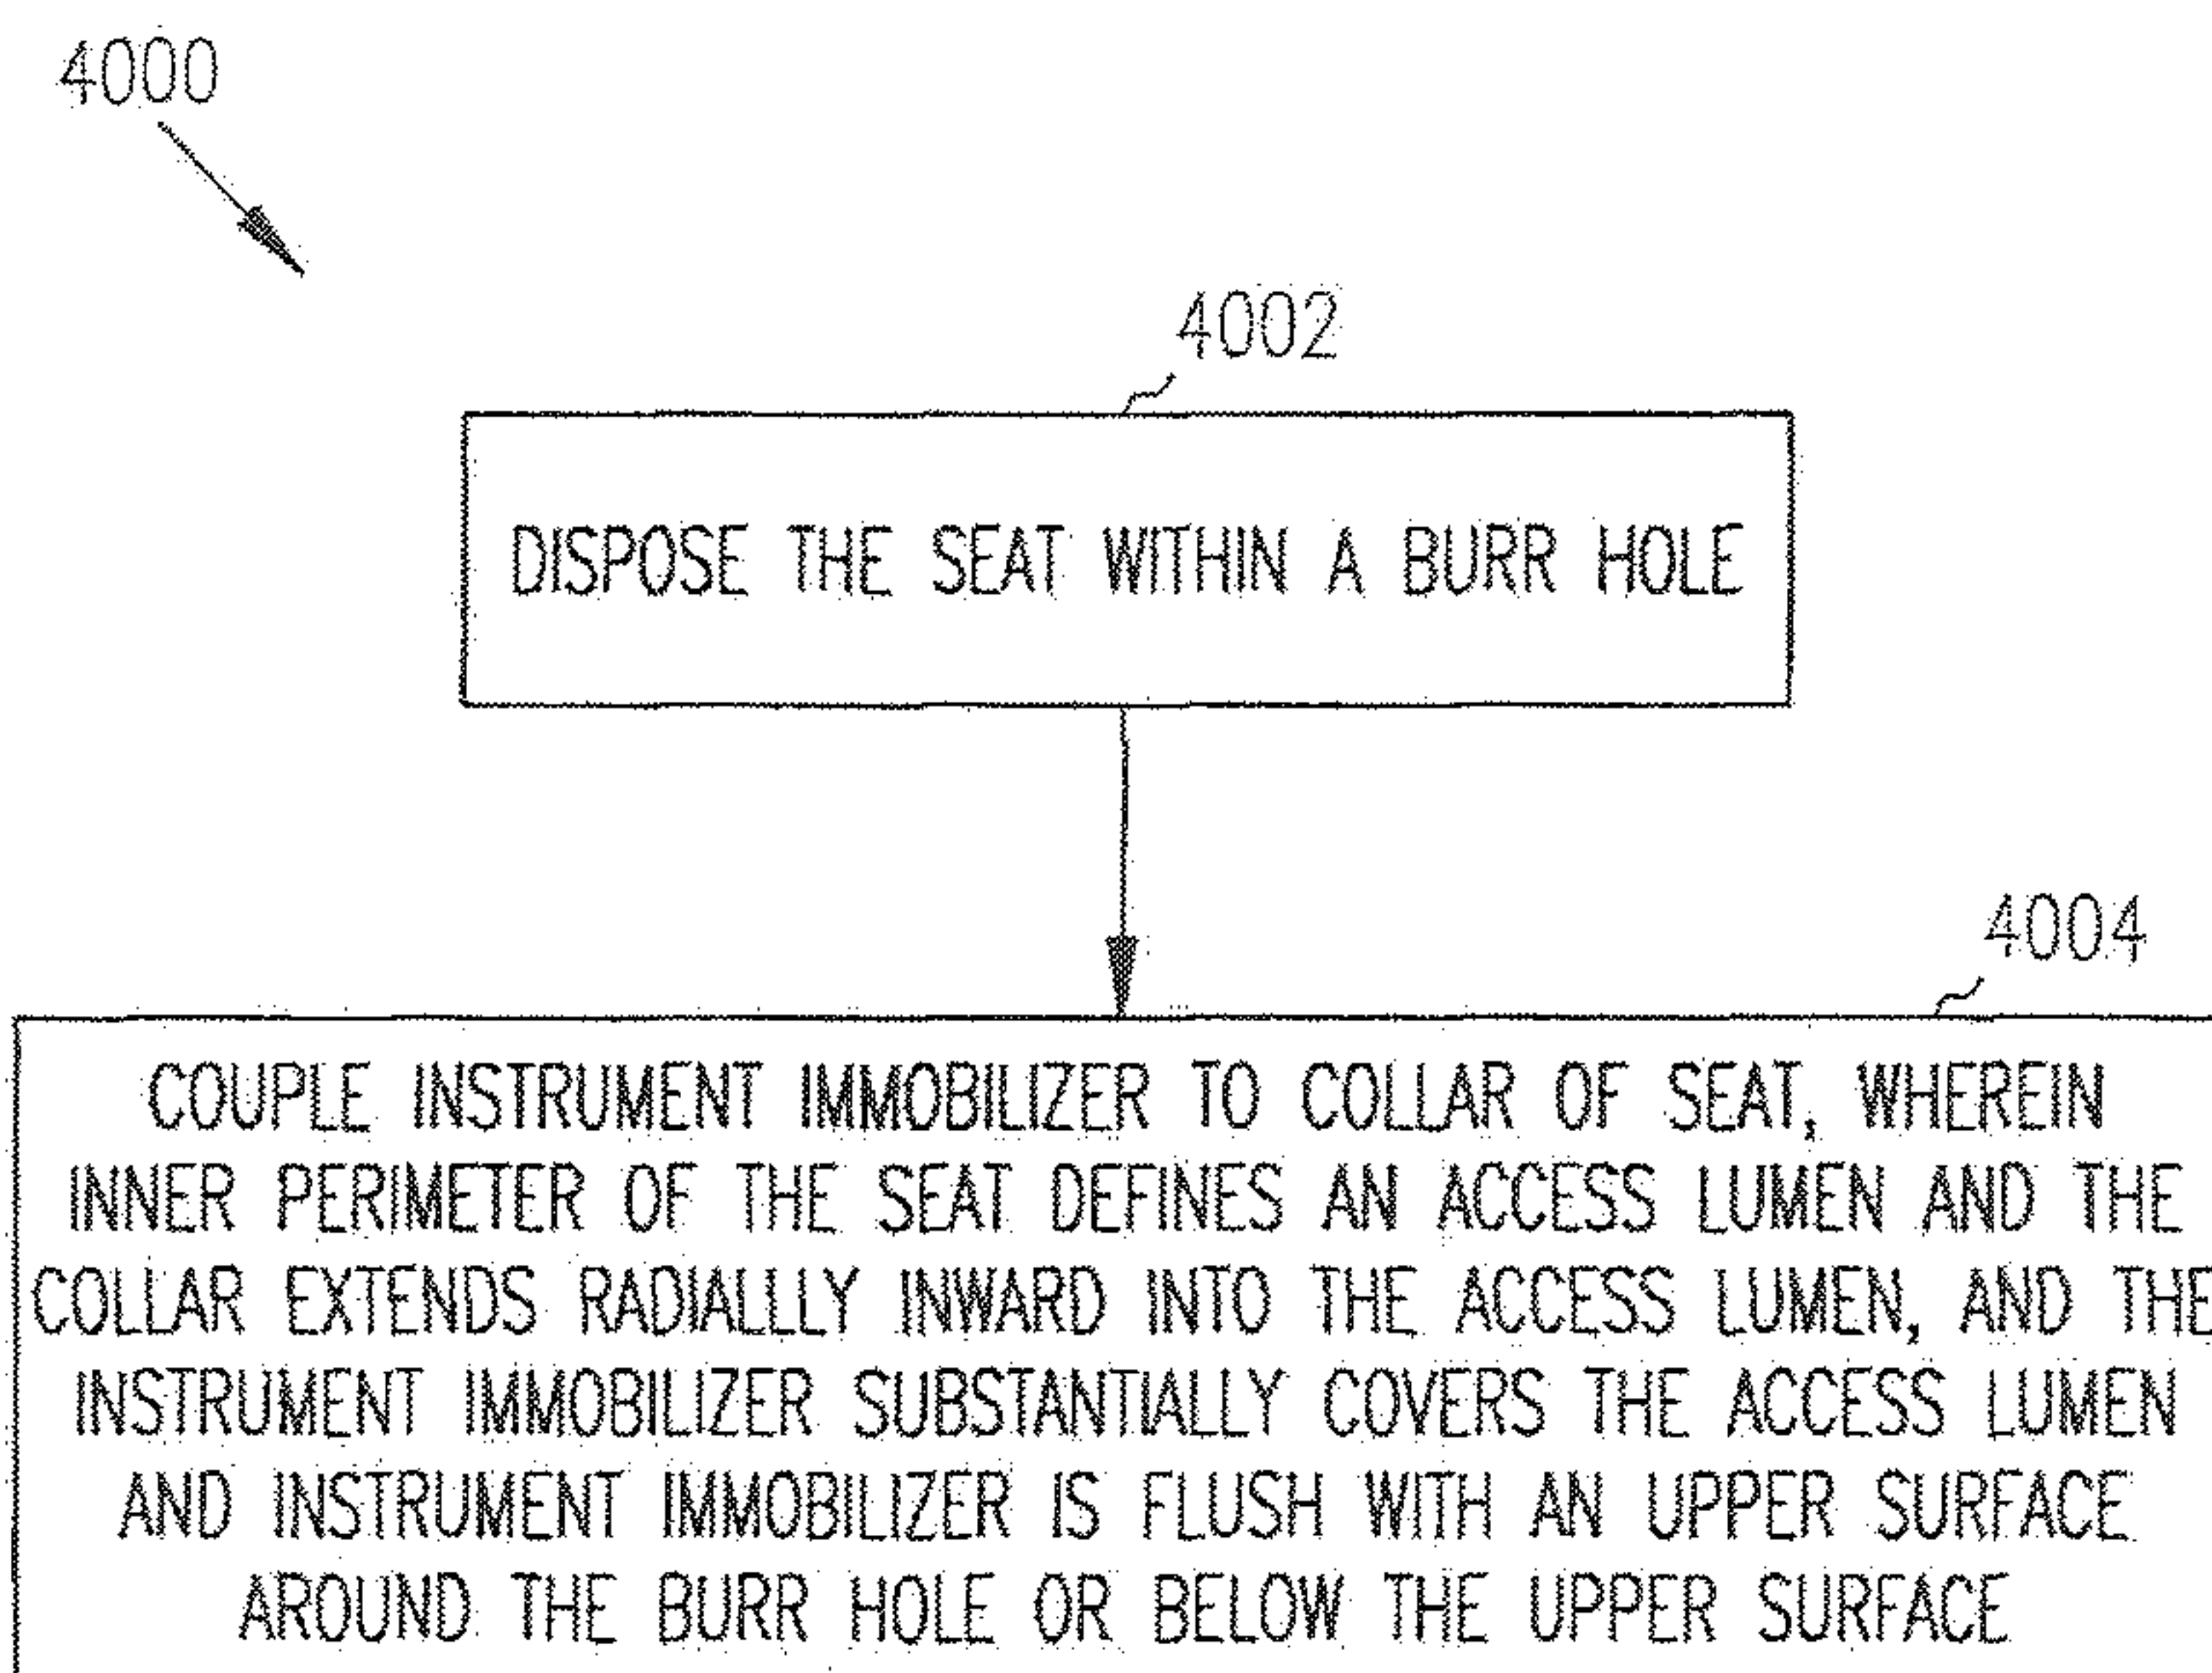 4000
4002
DISPOSE THE SEAT WITHIN A BURR HOLE
4004
COUPLE INSTRUMENT IMMOBILIZER TO COLLAR OF SEAT, WHEREIN
INNER PERIMETER OF THE SEAT DEFINES AN ACCESS LUMEN AND THE
COLLAR EXTENDS RADIALLLY INWARD INTO THE ACCESS LUMEN, AND THE
INSTRUMENT IMMOBILIZER SUBSTANTIALLY COVERS THE ACCESS LUMEN
AND INSTRUMENT IMMOBILIZER IS FLUSH WITH AN UPPER SURFACE
AROUND THE BURR HOLE OR BELOW THE UPPER SURFACE